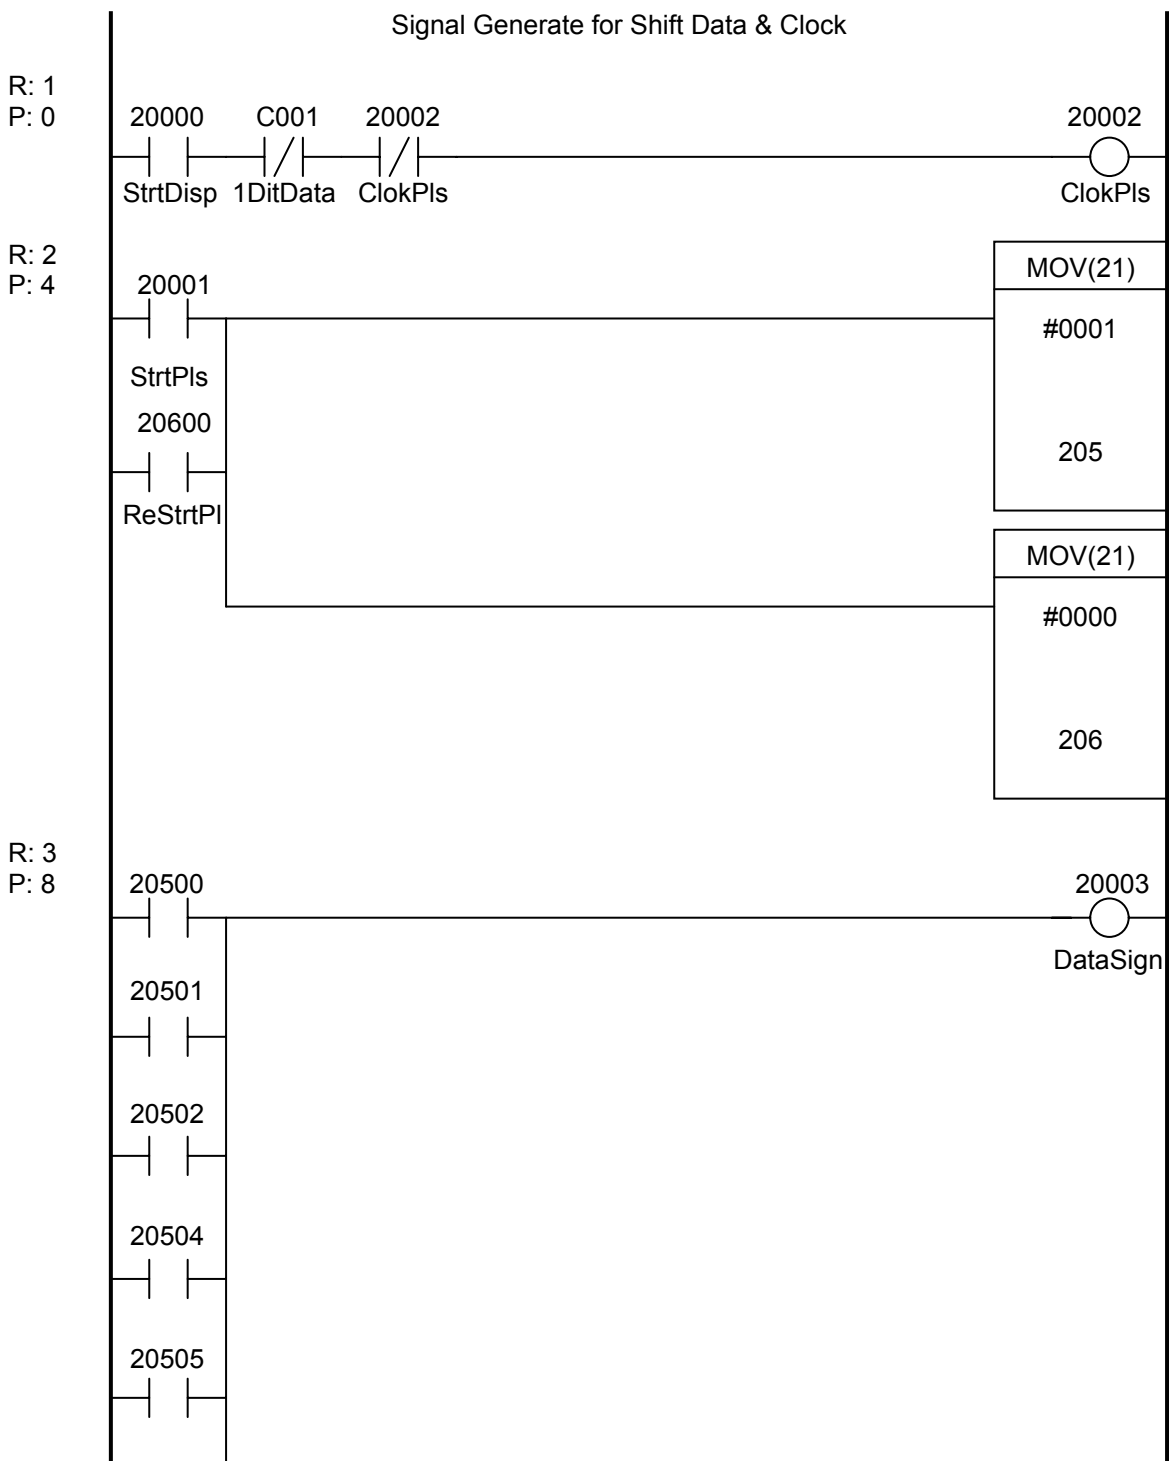 Signal Generate for Shift Data & Clock
R: 1
P: 0
20000 C001 20002 20002
StrtDisp 1DitData ClokPls ClokPls
R: 2
P: 4
20001
StrtPls
MOV(21)
#0001
205
20600
ReStrtPl
MOV(21)
#0000
206
R: 3
P: 8
20500 20003
DataSign
20501
20502
20504
20505